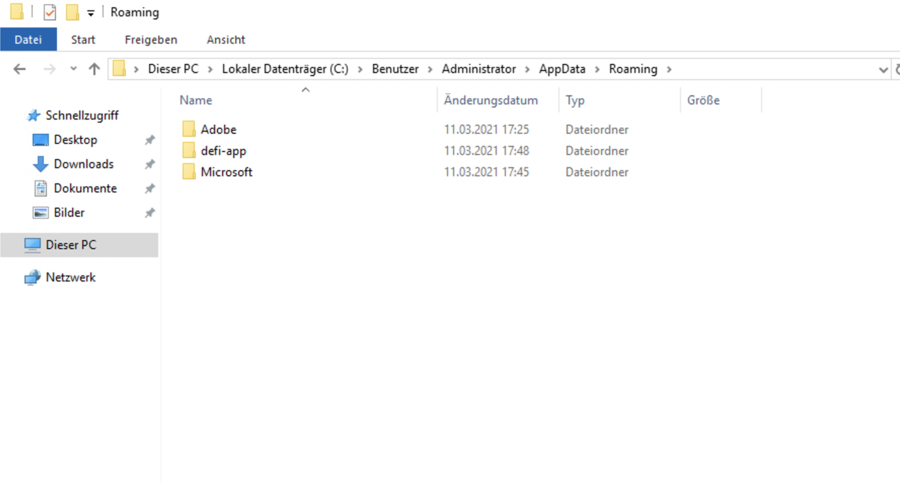 Roaming
Datei Start Freigeben Ansicht
Dieser PC Lokaler Datenträger (C:) Benutzer Administrator AppData Roaming
Name Änderungsdatum Typ Größe
Schnellzugriff
Desktop
Downloads
Dokumente
Bilder
Dieser PC
Netzwerk
Adobe 11.03.2021 17:25 Dateiordner
defi-app 11.03.2021 17:48 Dateiordner
Microsoft 11.03.2021 17:45 Dateiordner